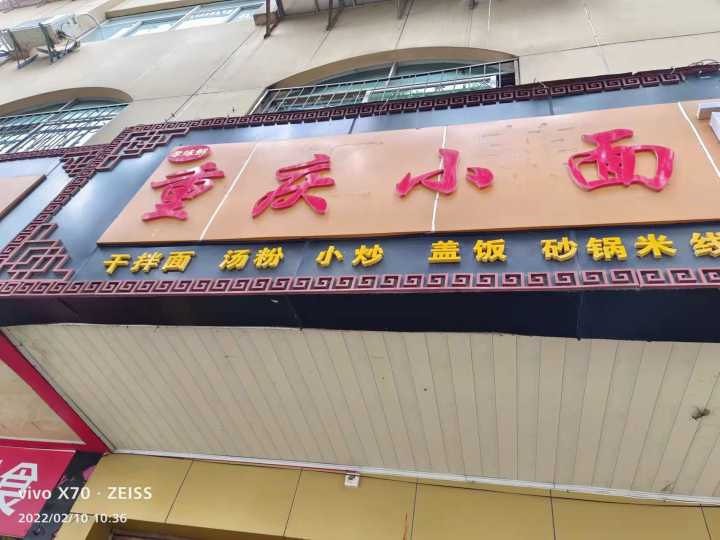 重庆小面
干拌面 汤粉 小炒 盖饭 砂锅米线
vivo X70 · ZEISS
2022/02/10 10:36